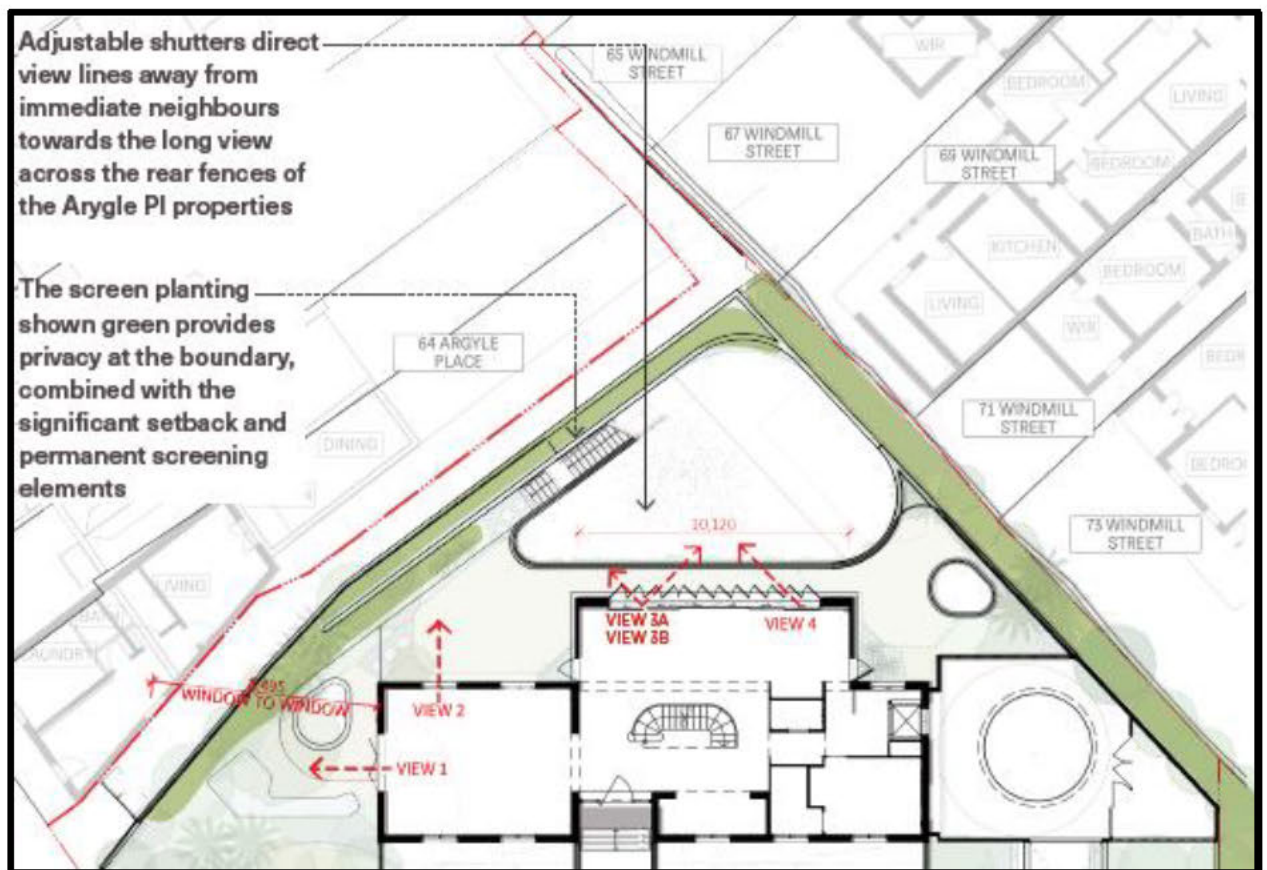 Adjustable shutters direct
view lines away from
immediate neighbours
towards the long view
across the rear fences of
the Arygle Pl properties
The screen planting
shown green provides
privacy at the boundary,
combined with the
significant setback and
permanent screening
elements
65 WINDMILL
STREET
67 WINDMILL
STREET
69 WINDMILL
STREET
71 WINDMILL
STREET
73 WINDMILL
STREET
64 ARGYLE
PLACE
WIR
BEDROOM
LIVING
BEDROOM
KITCHEN
BEDROOM
LIVING
WIR
DINING
LIVING
10,120
VIEW 3A
VIEW 3B
VIEW 4
VIEW 2
VIEW 1
WINDOW TO WINDOW